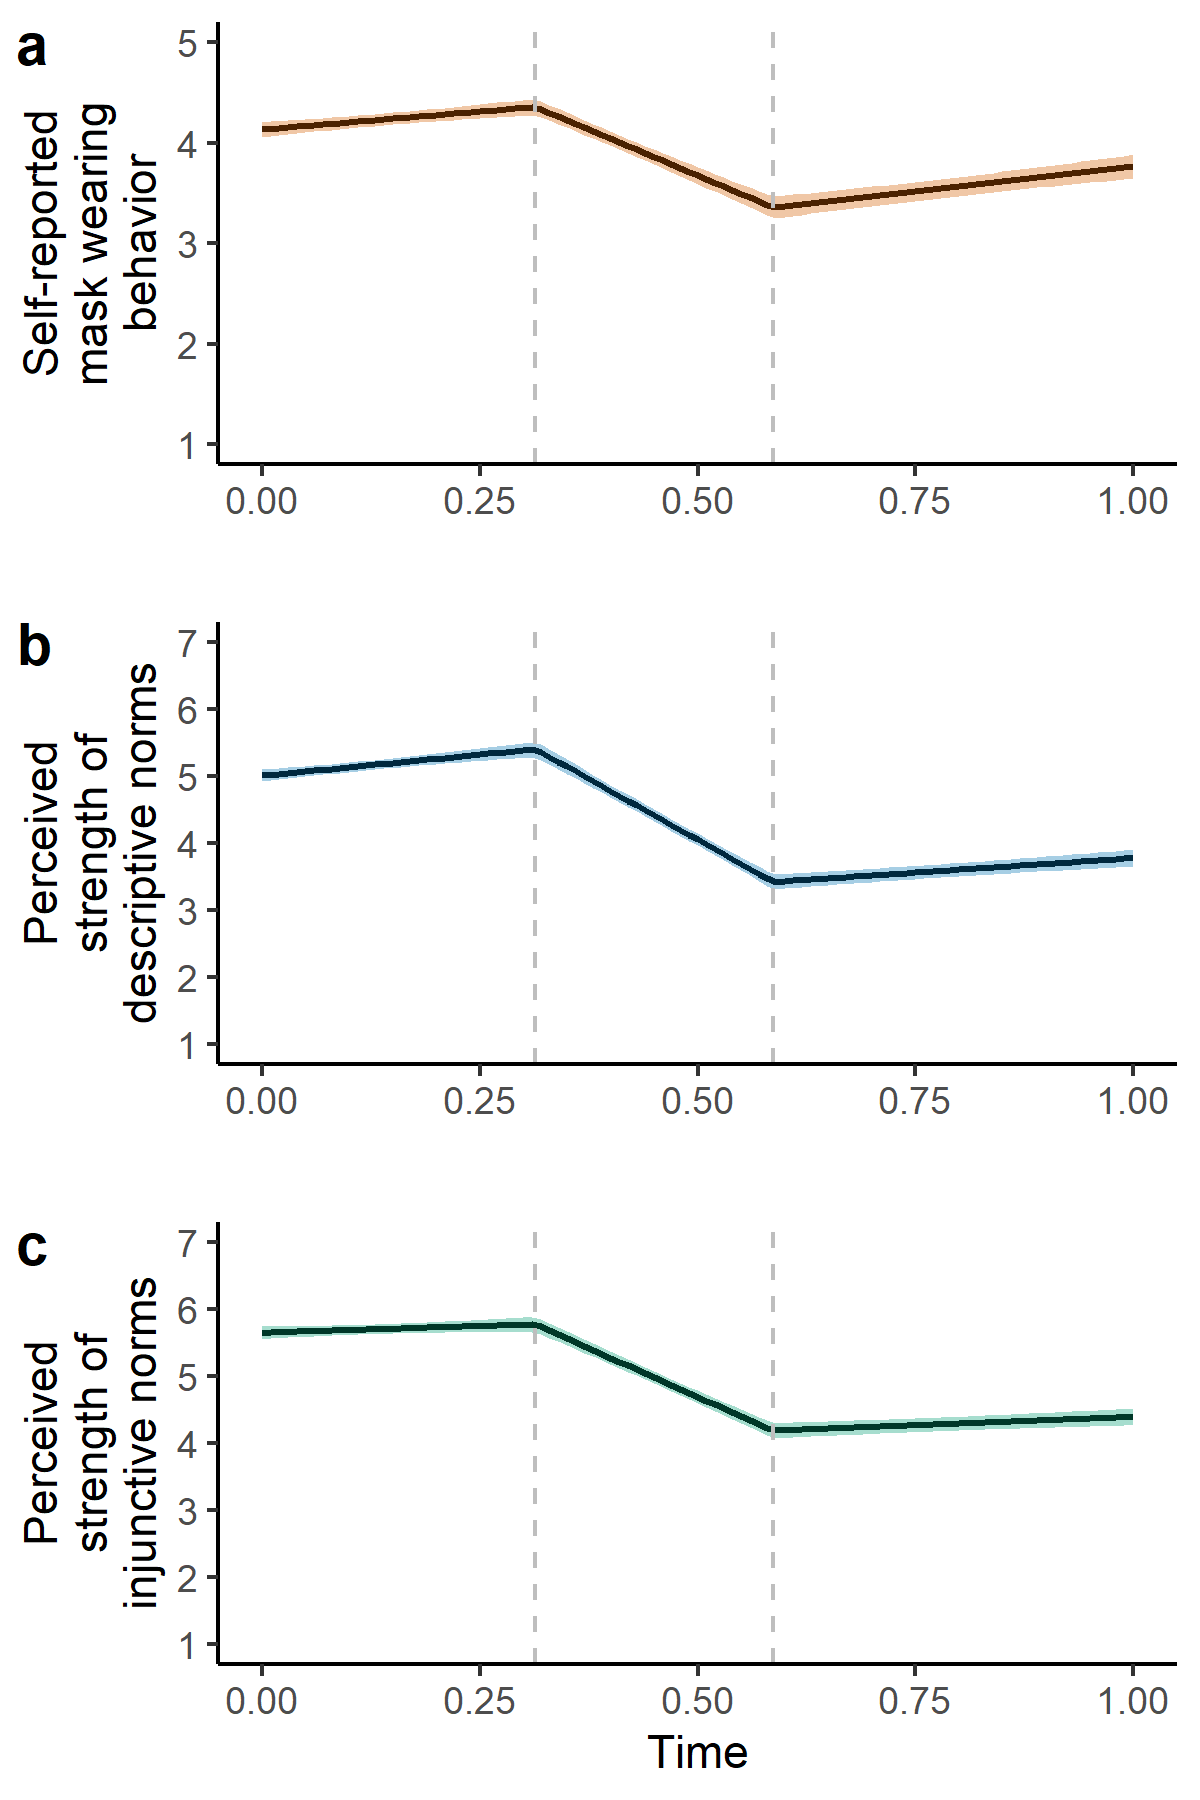 a
Self-reported
mask wearing
behavior
5
4
3
2
1
0.00 0.25 0.50 0.75 1.00
b
Perceived
strength of
descriptive norms
7
6
5
4
3
2
1
0.00 0.25 0.50 0.75 1.00
c
Perceived
strength of
injunctive norms
7
6
5
4
3
2
1
0.00 0.25 0.50 0.75 1.00
Time